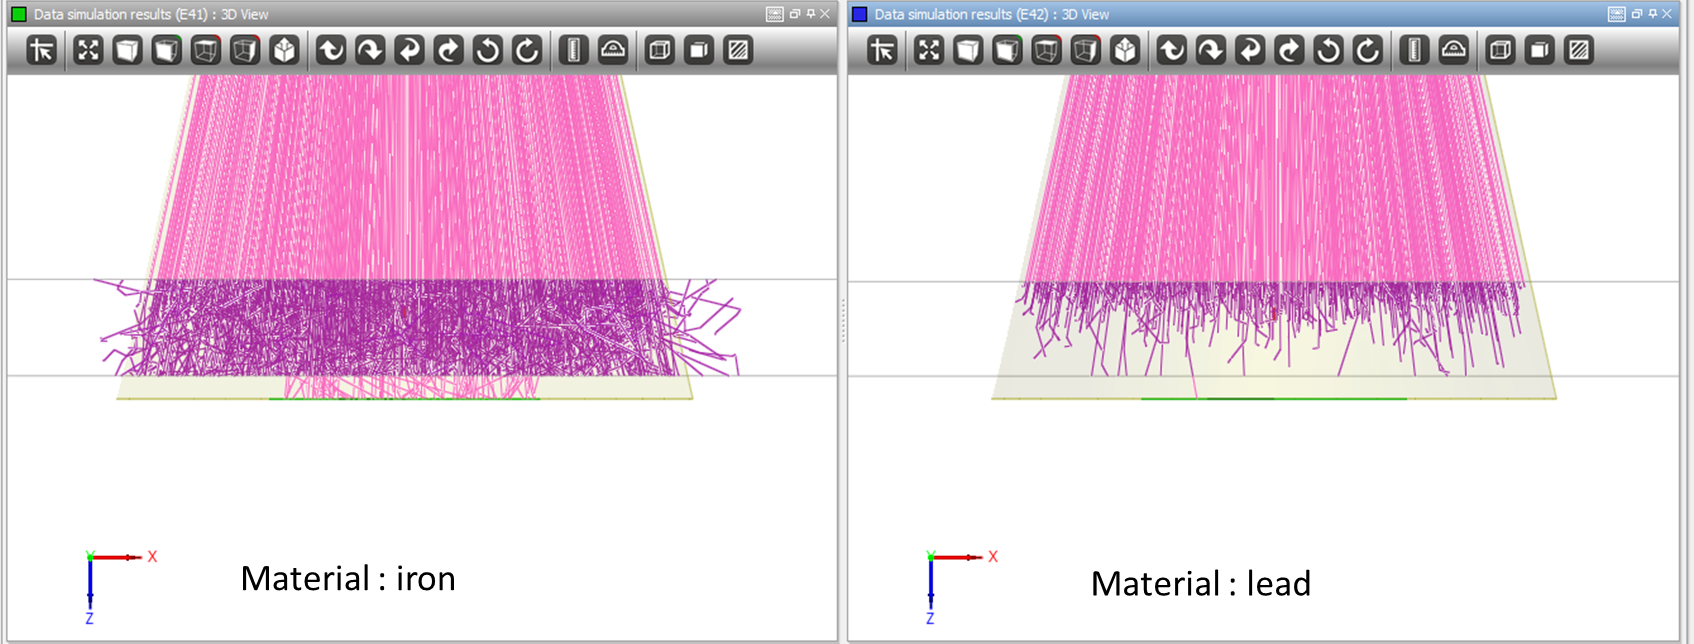 Data simulation results (E41) : 3D View
X
Y
Z
Material : iron
Data simulation results (E42) : 3D View
X
Y
Z
Material : lead